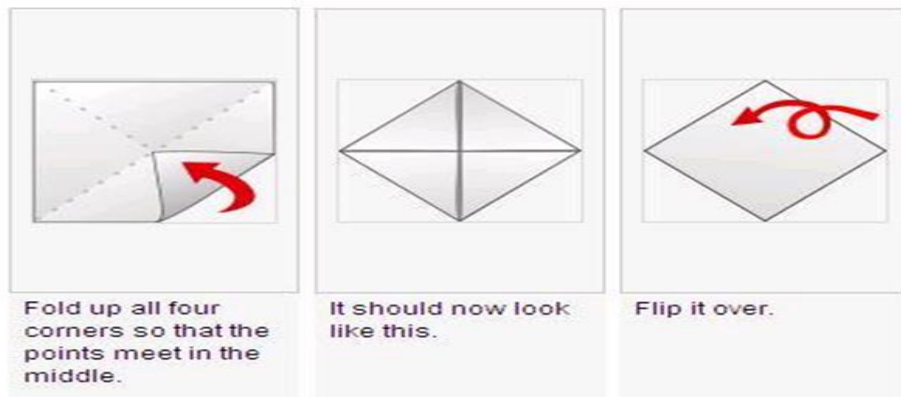 Fold up all four
corners so that the
points meet in the
middle.
It should now look
like this.
Flip it over.